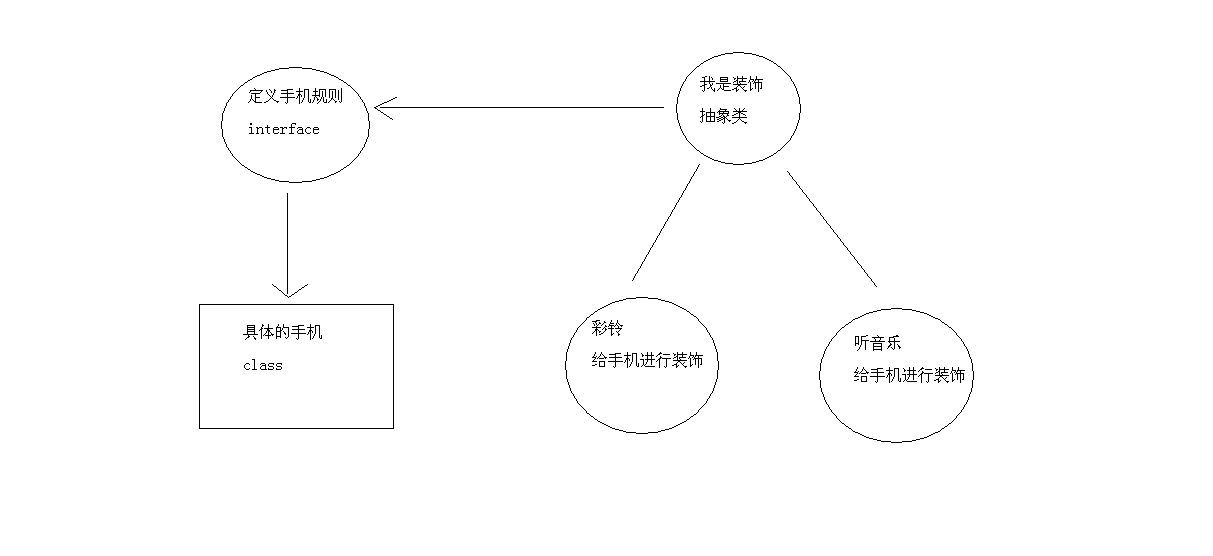 定义手机规则
interface
我是装饰
抽象类
具体的手机
class
彩铃
给手机进行装饰
听音乐
给手机进行装饰